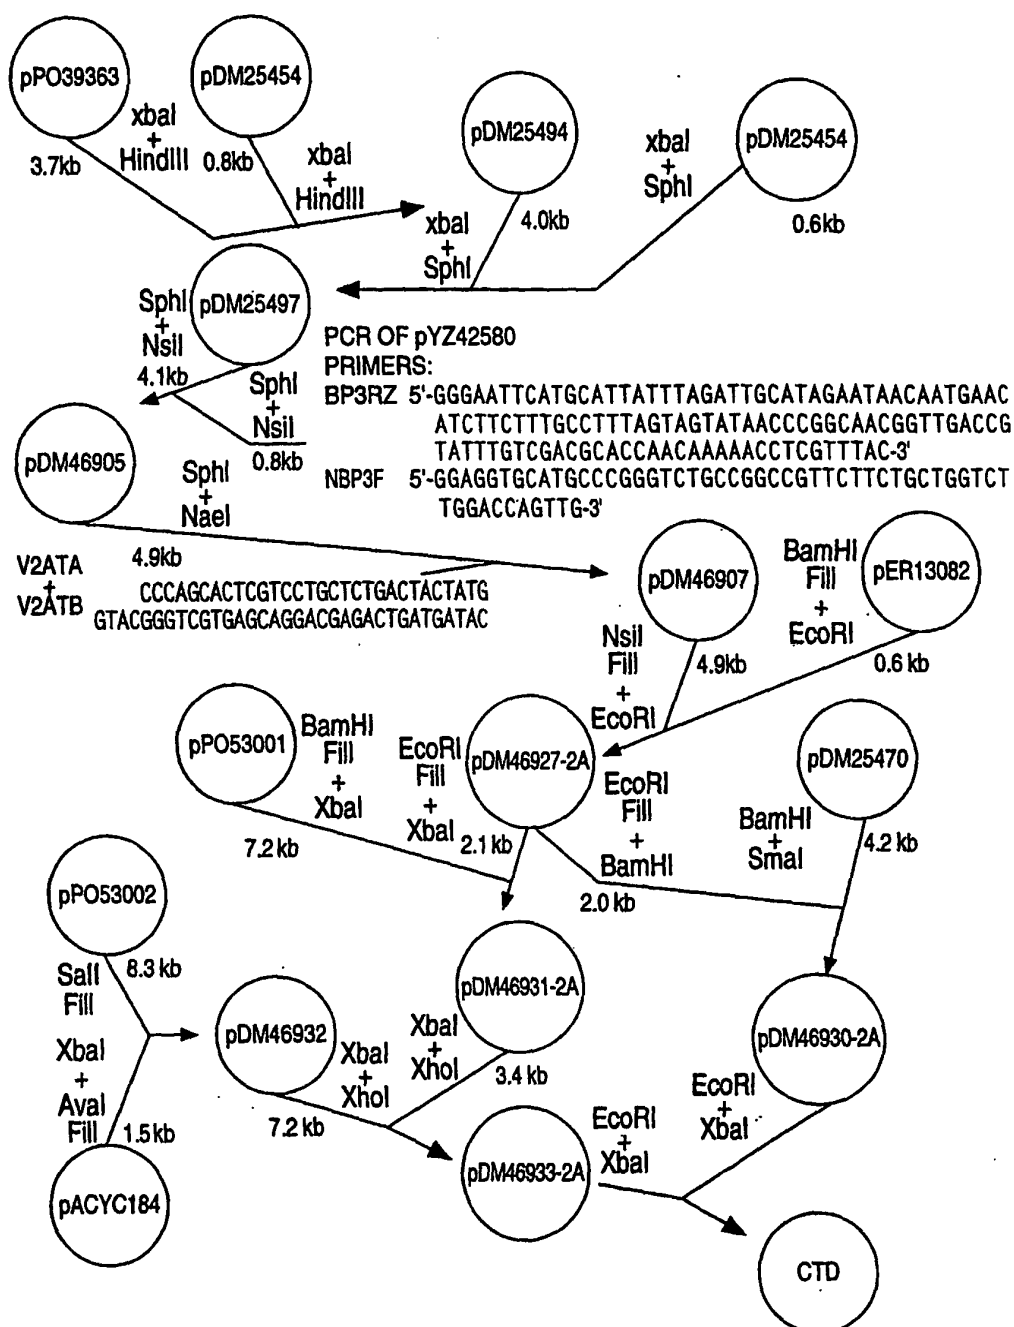 pPO39363
pDM25454
xbaI
+
HindIII
3.7kb
0.8kb
xbaI
+
HindIII
pDM25494
xbaI
+
SphI
pDM25454
4.0kb
0.6kb
xbaI
+
SphI
pDM25497
SphI
+
NsiI
4.1kb
SphI
+
NsiI
0.8kb
PCR OF pYZ42580
PRIMERS:
BP3RZ 5'-GGGAATTCATGCATTATTTAGATTGCATAGAATAACAATGAAC
ATCTTCTTTGCCTTTAGTAGTATAACCCGGCAACGGTTGACCG
TATTTGTCGACGCACCAACAAAAACCTCGTTTAC-3'
NBP3F 5'-GGAGGTGCATGCCCGGGTCTGCCGGCCGTTCTTCTGCTGGTCT
TGGACCAGTTG-3'
pDM46905
SphI
+
NaeI
4.9kb
V2ATA
+
V2ATB
CCCAGCACTCGTCCTGCTCTGACTACTATG
GTACGGGTCGTGAGCAGGACGAGACTGATGATAC
pDM46907
BamHI
Fill
+
EcoRI
pER13082
NsiI
Fill
+
EcoRI
4.9kb
0.6 kb
pPO53001
BamHI
Fill
+
XbaI
EcoRI
Fill
+
XbaI
pDM46927-2A
EcoRI
Fill
+
BamHI
pDM25470
BamHI
+
SmaI
7.2 kb
2.1 kb
2.0 kb
4.2 kb
pPO53002
8.3 kb
SalI
Fill
XbaI
+
AvaI
Fill
1.5kb
pACYC184
pDM46932
XbaI
+
XhoI
7.2 kb
pDM46931-2A
XbaI
+
XhoI
3.4 kb
pDM46930-2A
EcoRI
+
XbaI
pDM46933-2A
EcoRI
+
XbaI
CTD